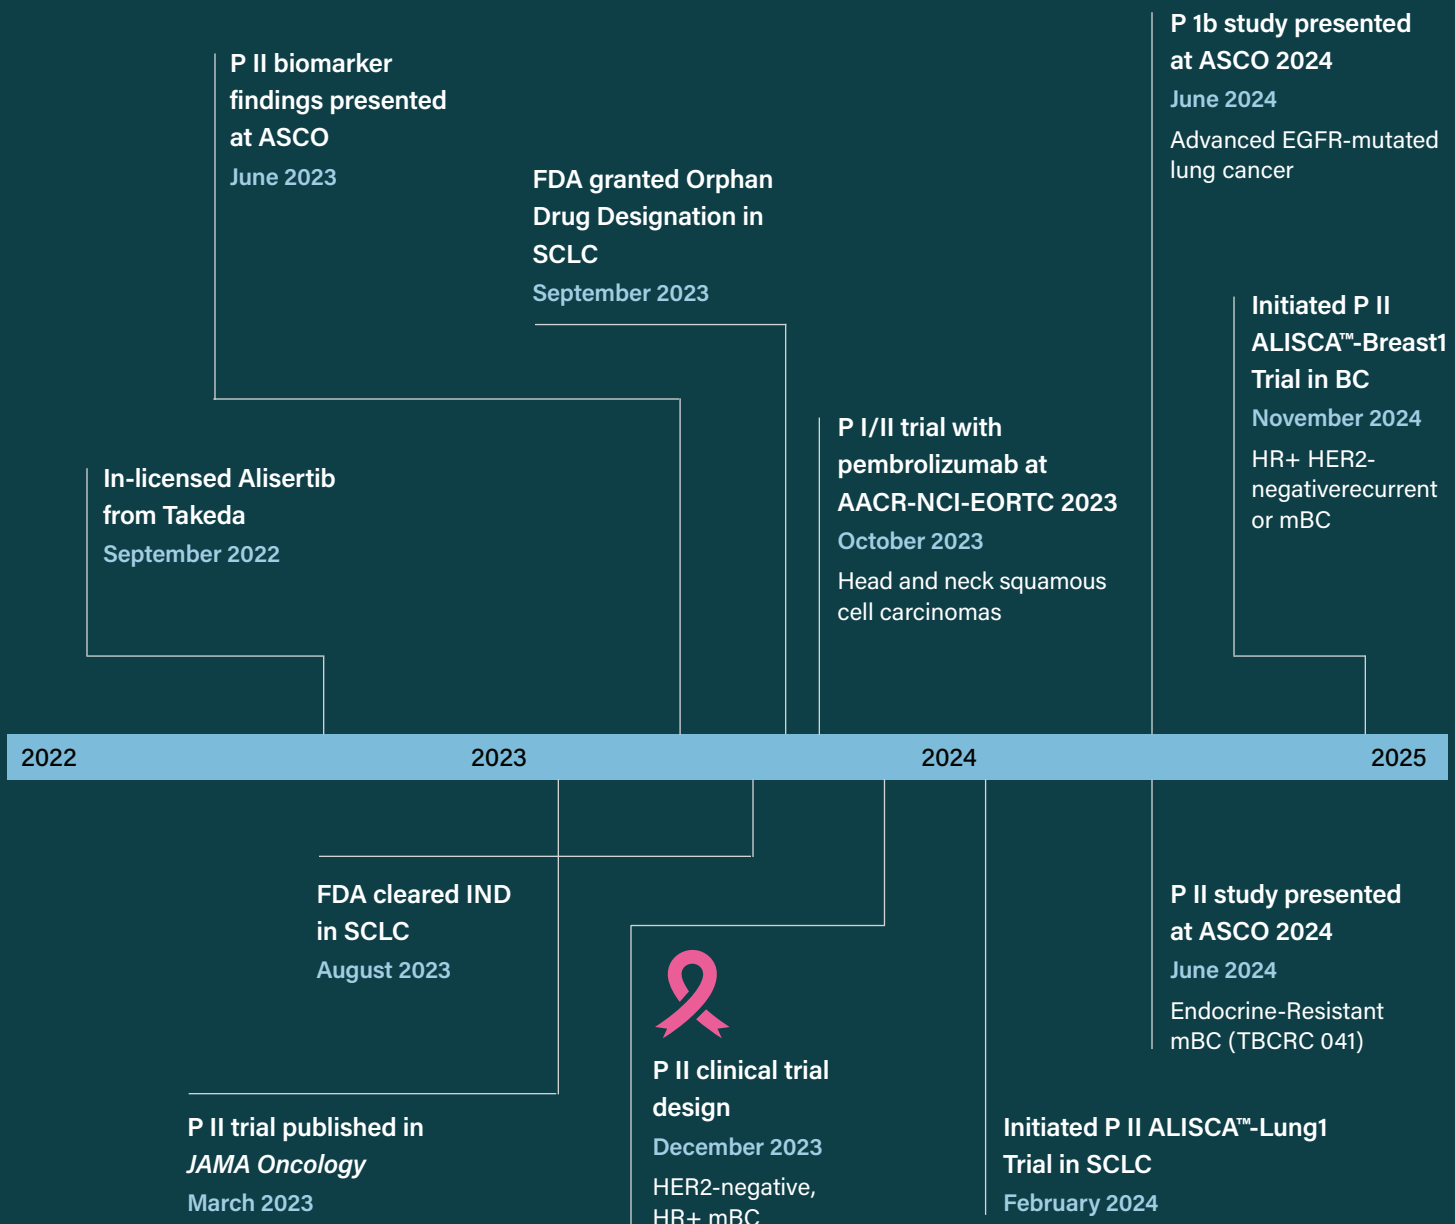 P 1b study presented
at ASCO 2024
June 2024
Advanced EGFR-mutated
lung cancer
P II biomarker
findings presented
at ASCO
June 2023
FDA granted Orphan
Drug Designation in
SCLC
September 2023
Initiated P II
ALISCA™-Breast1
Trial in BC
November 2024
HR+ HER2-
negativerecurrent
or mBC
P I/II trial with
pembrolizumab at
AACR-NCI-EORTC 2023
October 2023
Head and neck squamous
cell carcinomas
In-licensed Alisertib
from Takeda
September 2022
2022 2023 2024 2025
FDA cleared IND
in SCLC
August 2023
P II study presented
at ASCO 2024
June 2024
Endocrine-Resistant
mBC (TBCRC 041)
P II clinical trial
design
December 2023
HER2-negative,
HR+ mBC
P II trial published in
JAMA Oncology
March 2023
Initiated P II ALISCA™-Lung1
Trial in SCLC
February 2024